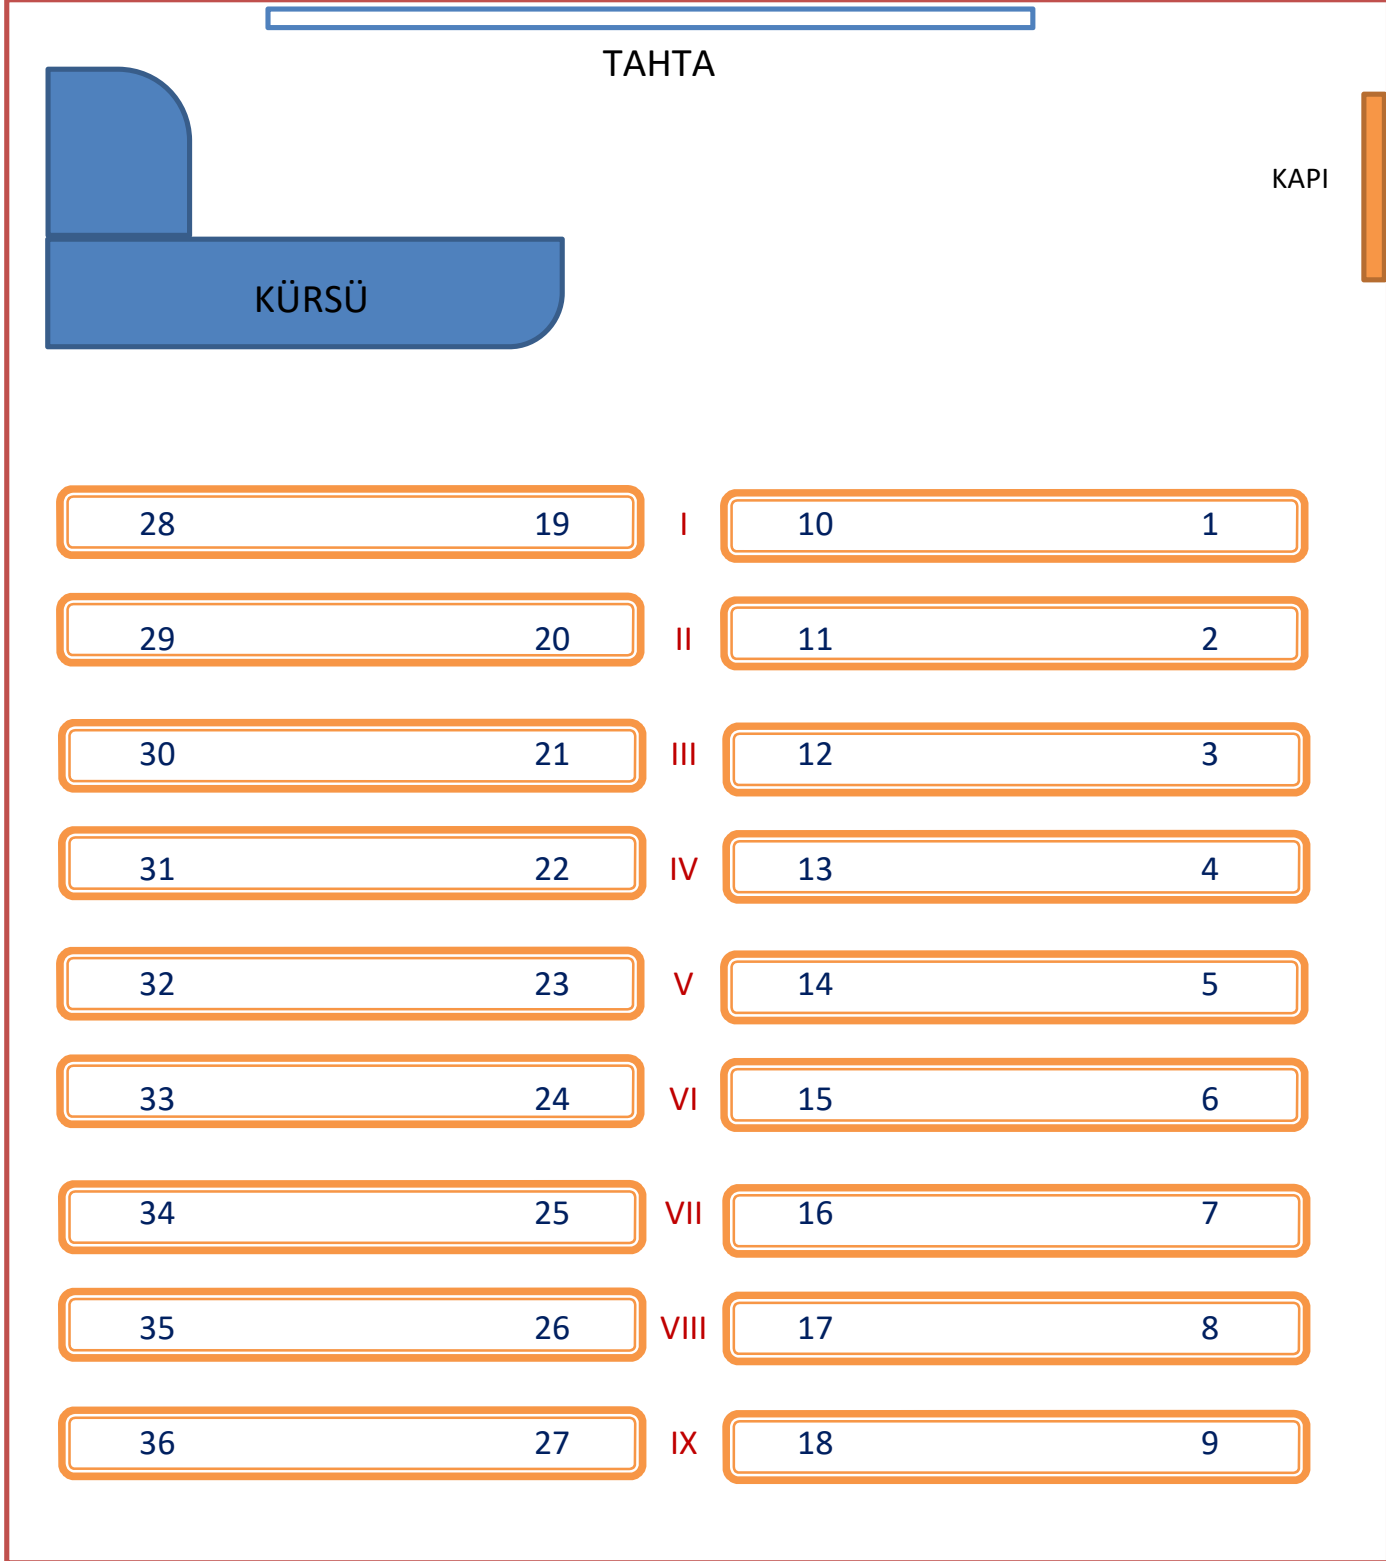 TAHTA
KAPI
KÜRSÜ
28 19 I 10 1
29 20 II 11 2
30 21 III 12 3
31 22 IV 13 4
32 23 V 14 5
33 24 VI 15 6
34 25 VII 16 7
35 26 VIII 17 8
36 27 IX 18 9